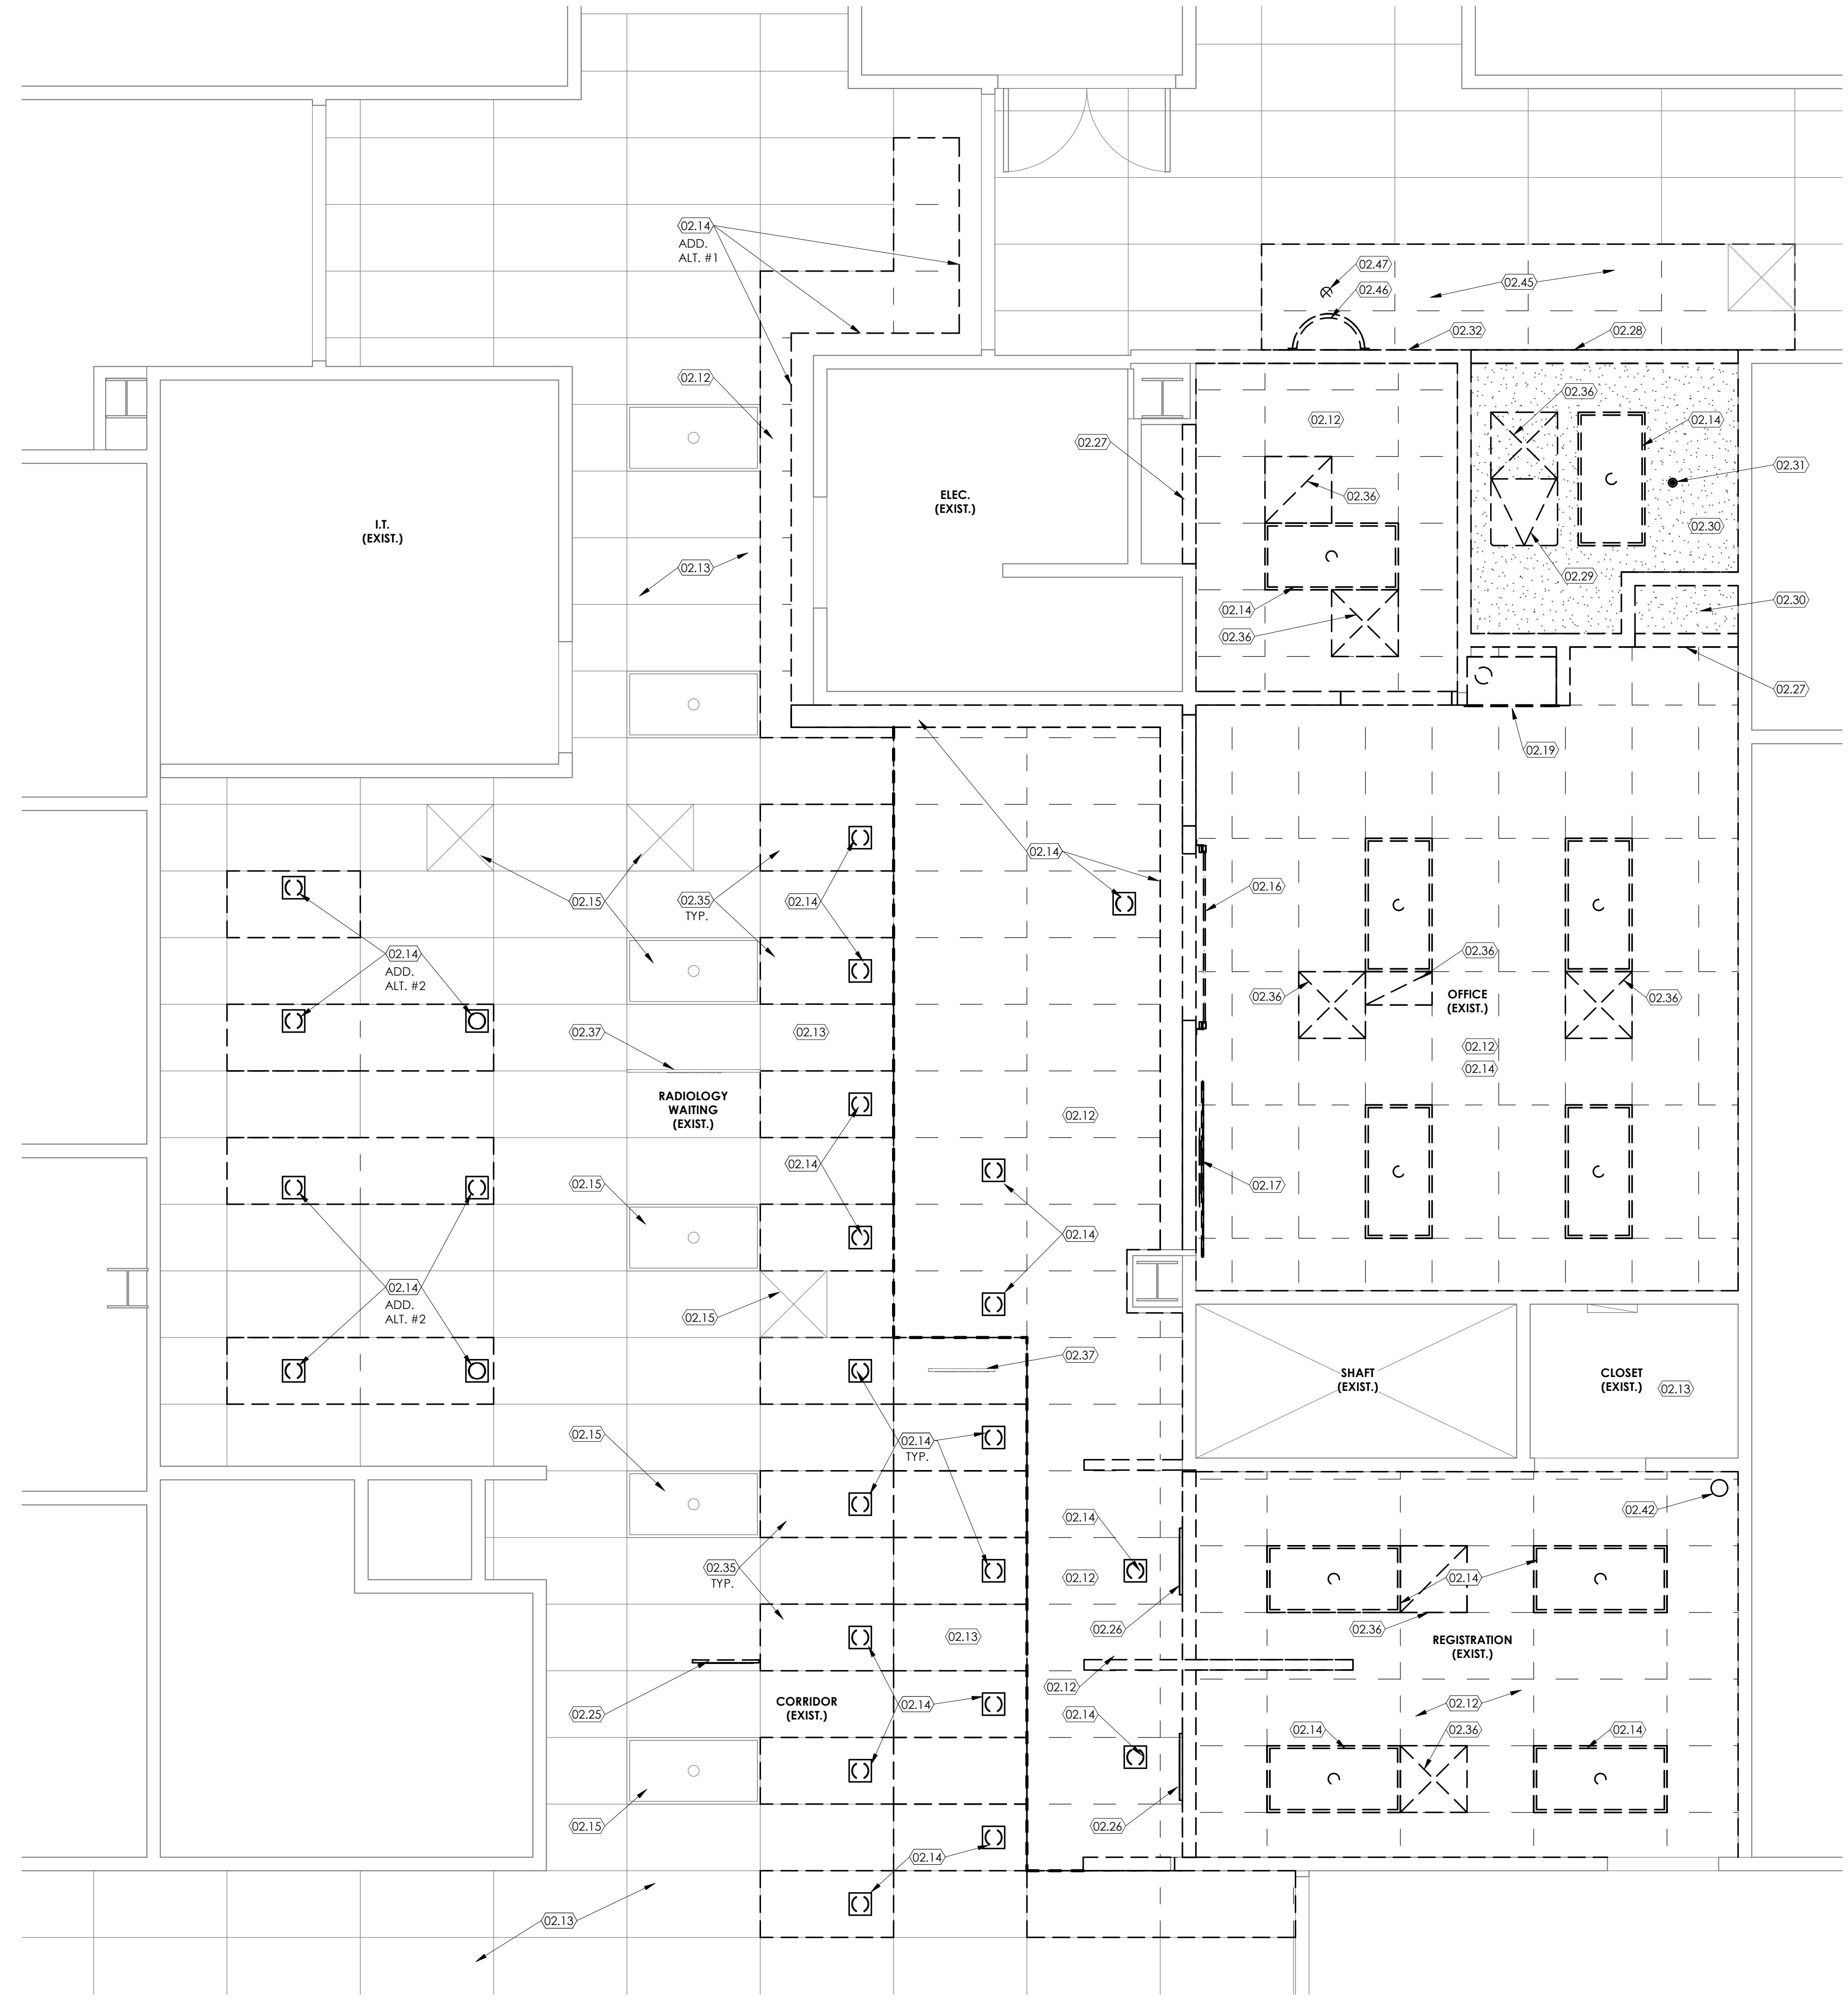 02.14
ADD.
ALT. #1
02.47
02.46
02.45
02.32
02.28
02.12
02.36
02.12
02.14
02.27
02.31
ELEC.
(EXIST.)
02.36
I.T.
(EXIST.)
02.30
02.13
02.29
02.14
02.30
02.36
02.27
02.19
02.14
02.16
02.15
02.35
TYP.
02.14
02.14
ADD.
ALT. #2
02.36
02.36
OFFICE
(EXIST.)
02.36
02.37
02.13
02.12
02.14
RADIOLOGY
WAITING
(EXIST.)
02.12
02.14
02.15
02.17
02.14
02.14
ADD.
ALT. #2
02.15
02.37
SHAFT
(EXIST.)
CLOSET
(EXIST.)
02.13
02.15
02.14
TYP.
02.42
02.14
02.35
TYP.
02.12
02.14
02.26
02.36
02.13
REGISTRATION
(EXIST.)
02.12
CORRIDOR
(EXIST.)
02.14
02.12
02.25
02.14
02.14
02.36
02.14
02.15
02.26
02.14
02.13